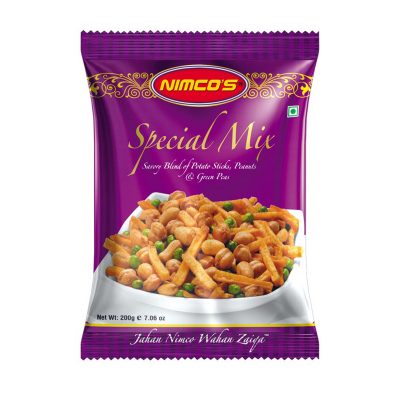 NIMCO'S
Special Mix
Savory Blend of Potato Sticks, Peanuts
& Green Peas
Net Wt: 200g ℮ 7.06 oz
Jahan Nimco Wahan Zaiqa™